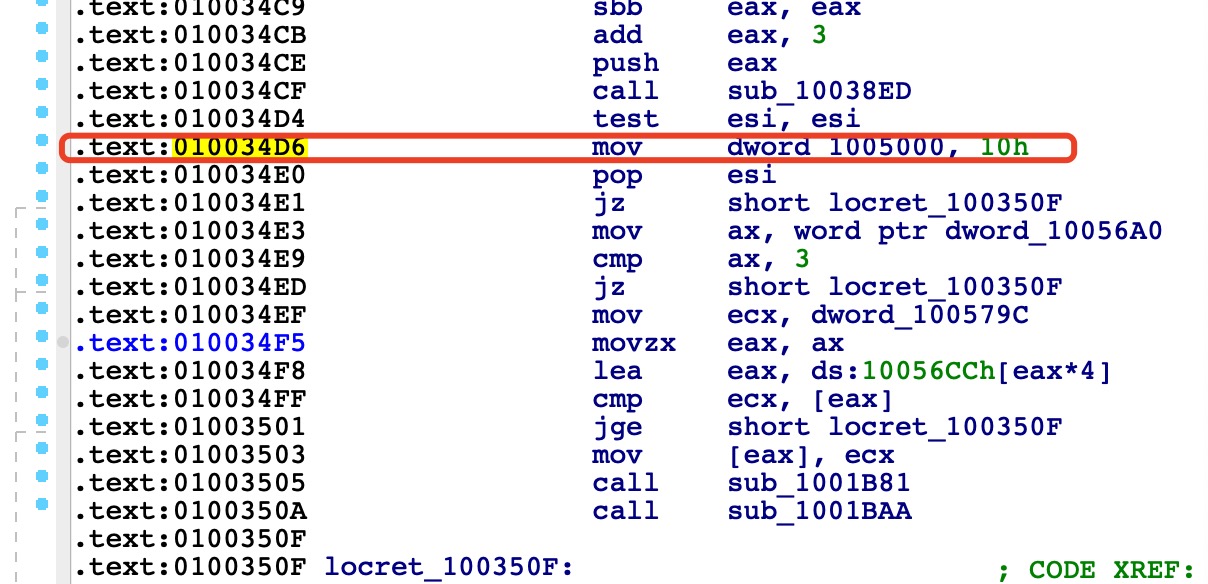 .text:010034C9 sbb eax, eax
.text:010034CB add eax, 3
.text:010034CE push eax
.text:010034CF call sub_10038ED
.text:010034D4 test esi, esi
.text:010034D6 mov dword_1005000, 10h
.text:010034E0 pop esi
.text:010034E1 jz short locret_100350F
.text:010034E3 mov ax, word ptr dword_10056A0
.text:010034E9 cmp ax, 3
.text:010034ED jz short locret_100350F
.text:010034EF mov ecx, dword_100579C
.text:010034F5 movzx eax, ax
.text:010034F8 lea eax, ds:10056CCh[eax*4]
.text:010034FF cmp ecx, [eax]
.text:01003501 jge short locret_100350F
.text:01003503 mov [eax], ecx
.text:01003505 call sub_1001B81
.text:0100350A call sub_1001BAA
.text:0100350F
.text:0100350F locret_100350F: ; CODE XREF: